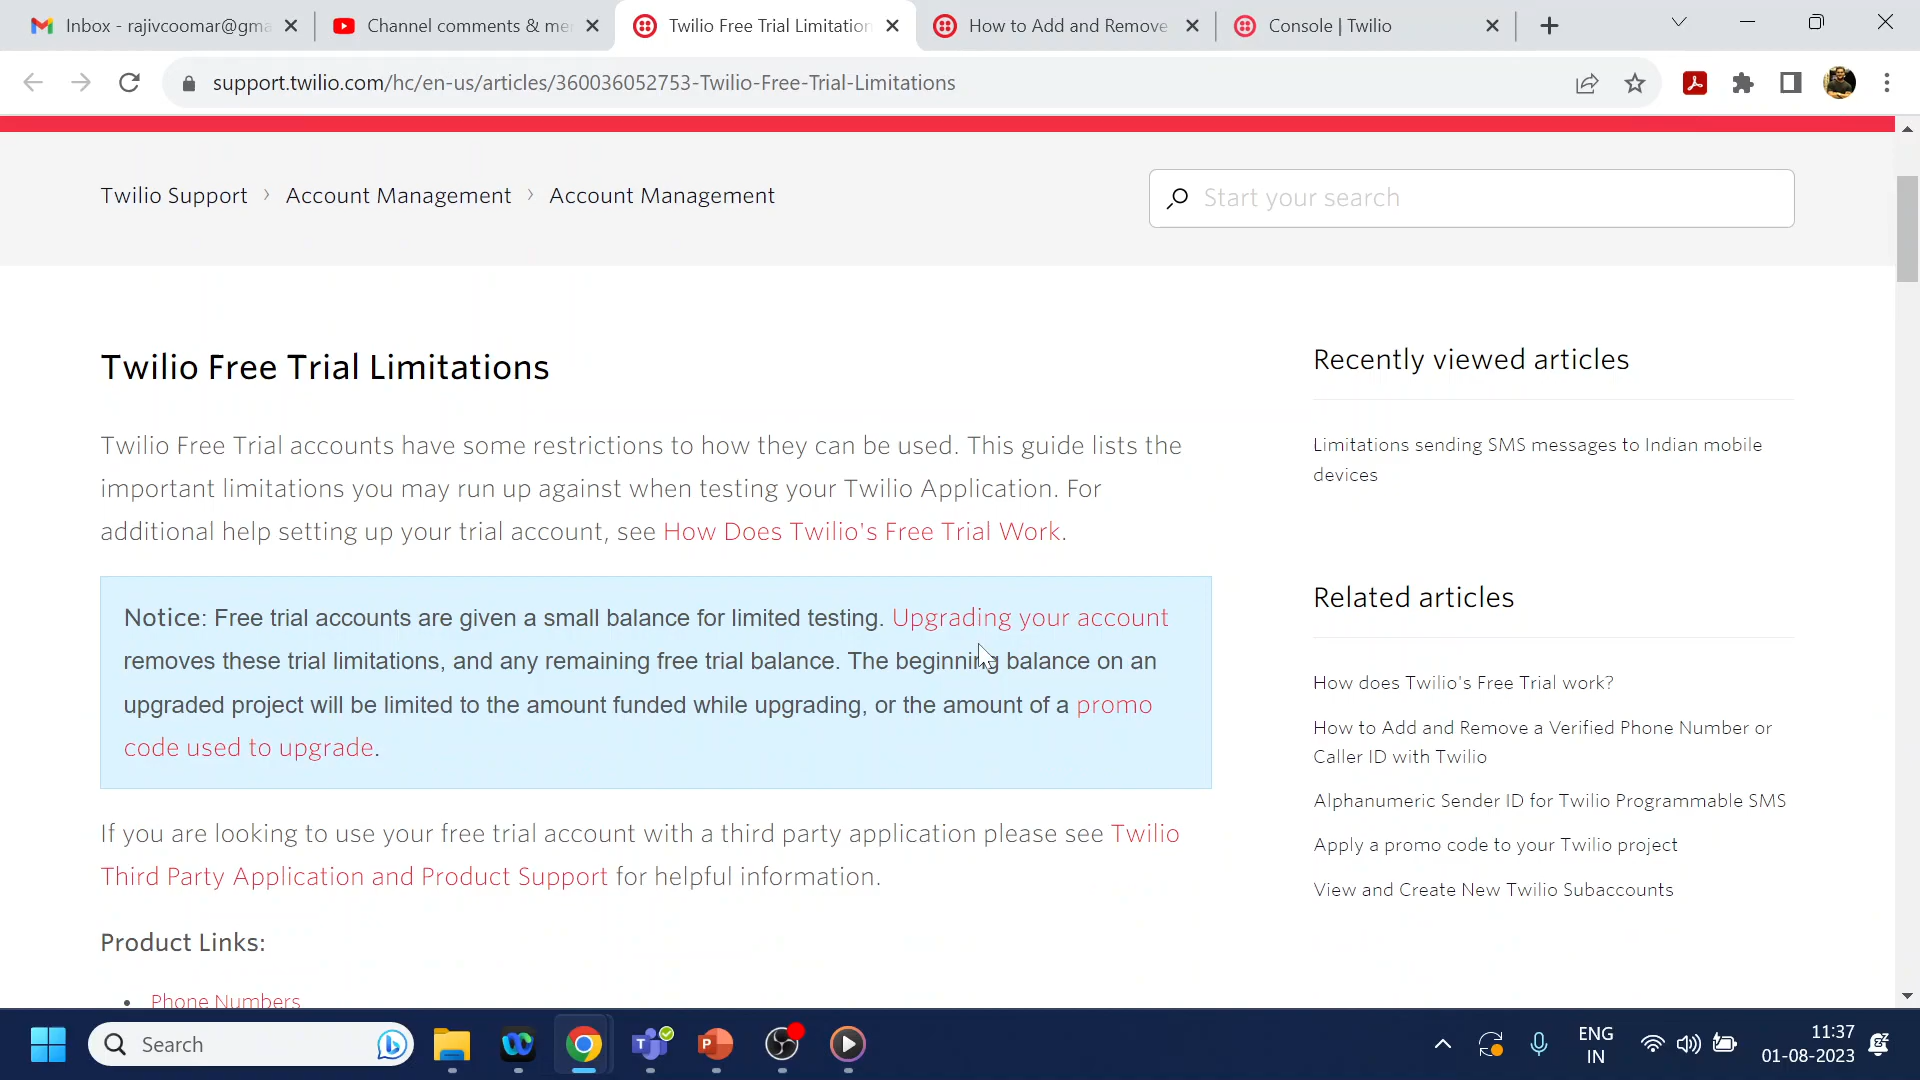 Inbox - rajivcoomar@gma
Channel comments & me
Twilio Free Trial Limitation
How to Add and Remove
Console | Twilio
support.twilio.com/hc/en-us/articles/360036052753-Twilio-Free-Trial-Limitations
Twilio Support › Account Management › Account Management
Start your search
Twilio Free Trial Limitations
Twilio Free Trial accounts have some restrictions to how they can be used. This guide lists the
important limitations you may run up against when testing your Twilio Application. For
additional help setting up your trial account, see How Does Twilio's Free Trial Work.
Notice: Free trial accounts are given a small balance for limited testing. Upgrading your account
removes these trial limitations, and any remaining free trial balance. The beginning balance on an
upgraded project will be limited to the amount funded while upgrading, or the amount of a promo
code used to upgrade.
If you are looking to use your free trial account with a third party application please see Twilio
Third Party Application and Product Support for helpful information.
Product Links:
• Phone Numbers
Recently viewed articles
Limitations sending SMS messages to Indian mobile
devices
Related articles
How does Twilio's Free Trial work?
How to Add and Remove a Verified Phone Number or
Caller ID with Twilio
Alphanumeric Sender ID for Twilio Programmable SMS
Apply a promo code to your Twilio project
View and Create New Twilio Subaccounts
Search
ENG
IN
11:37
01-08-2023